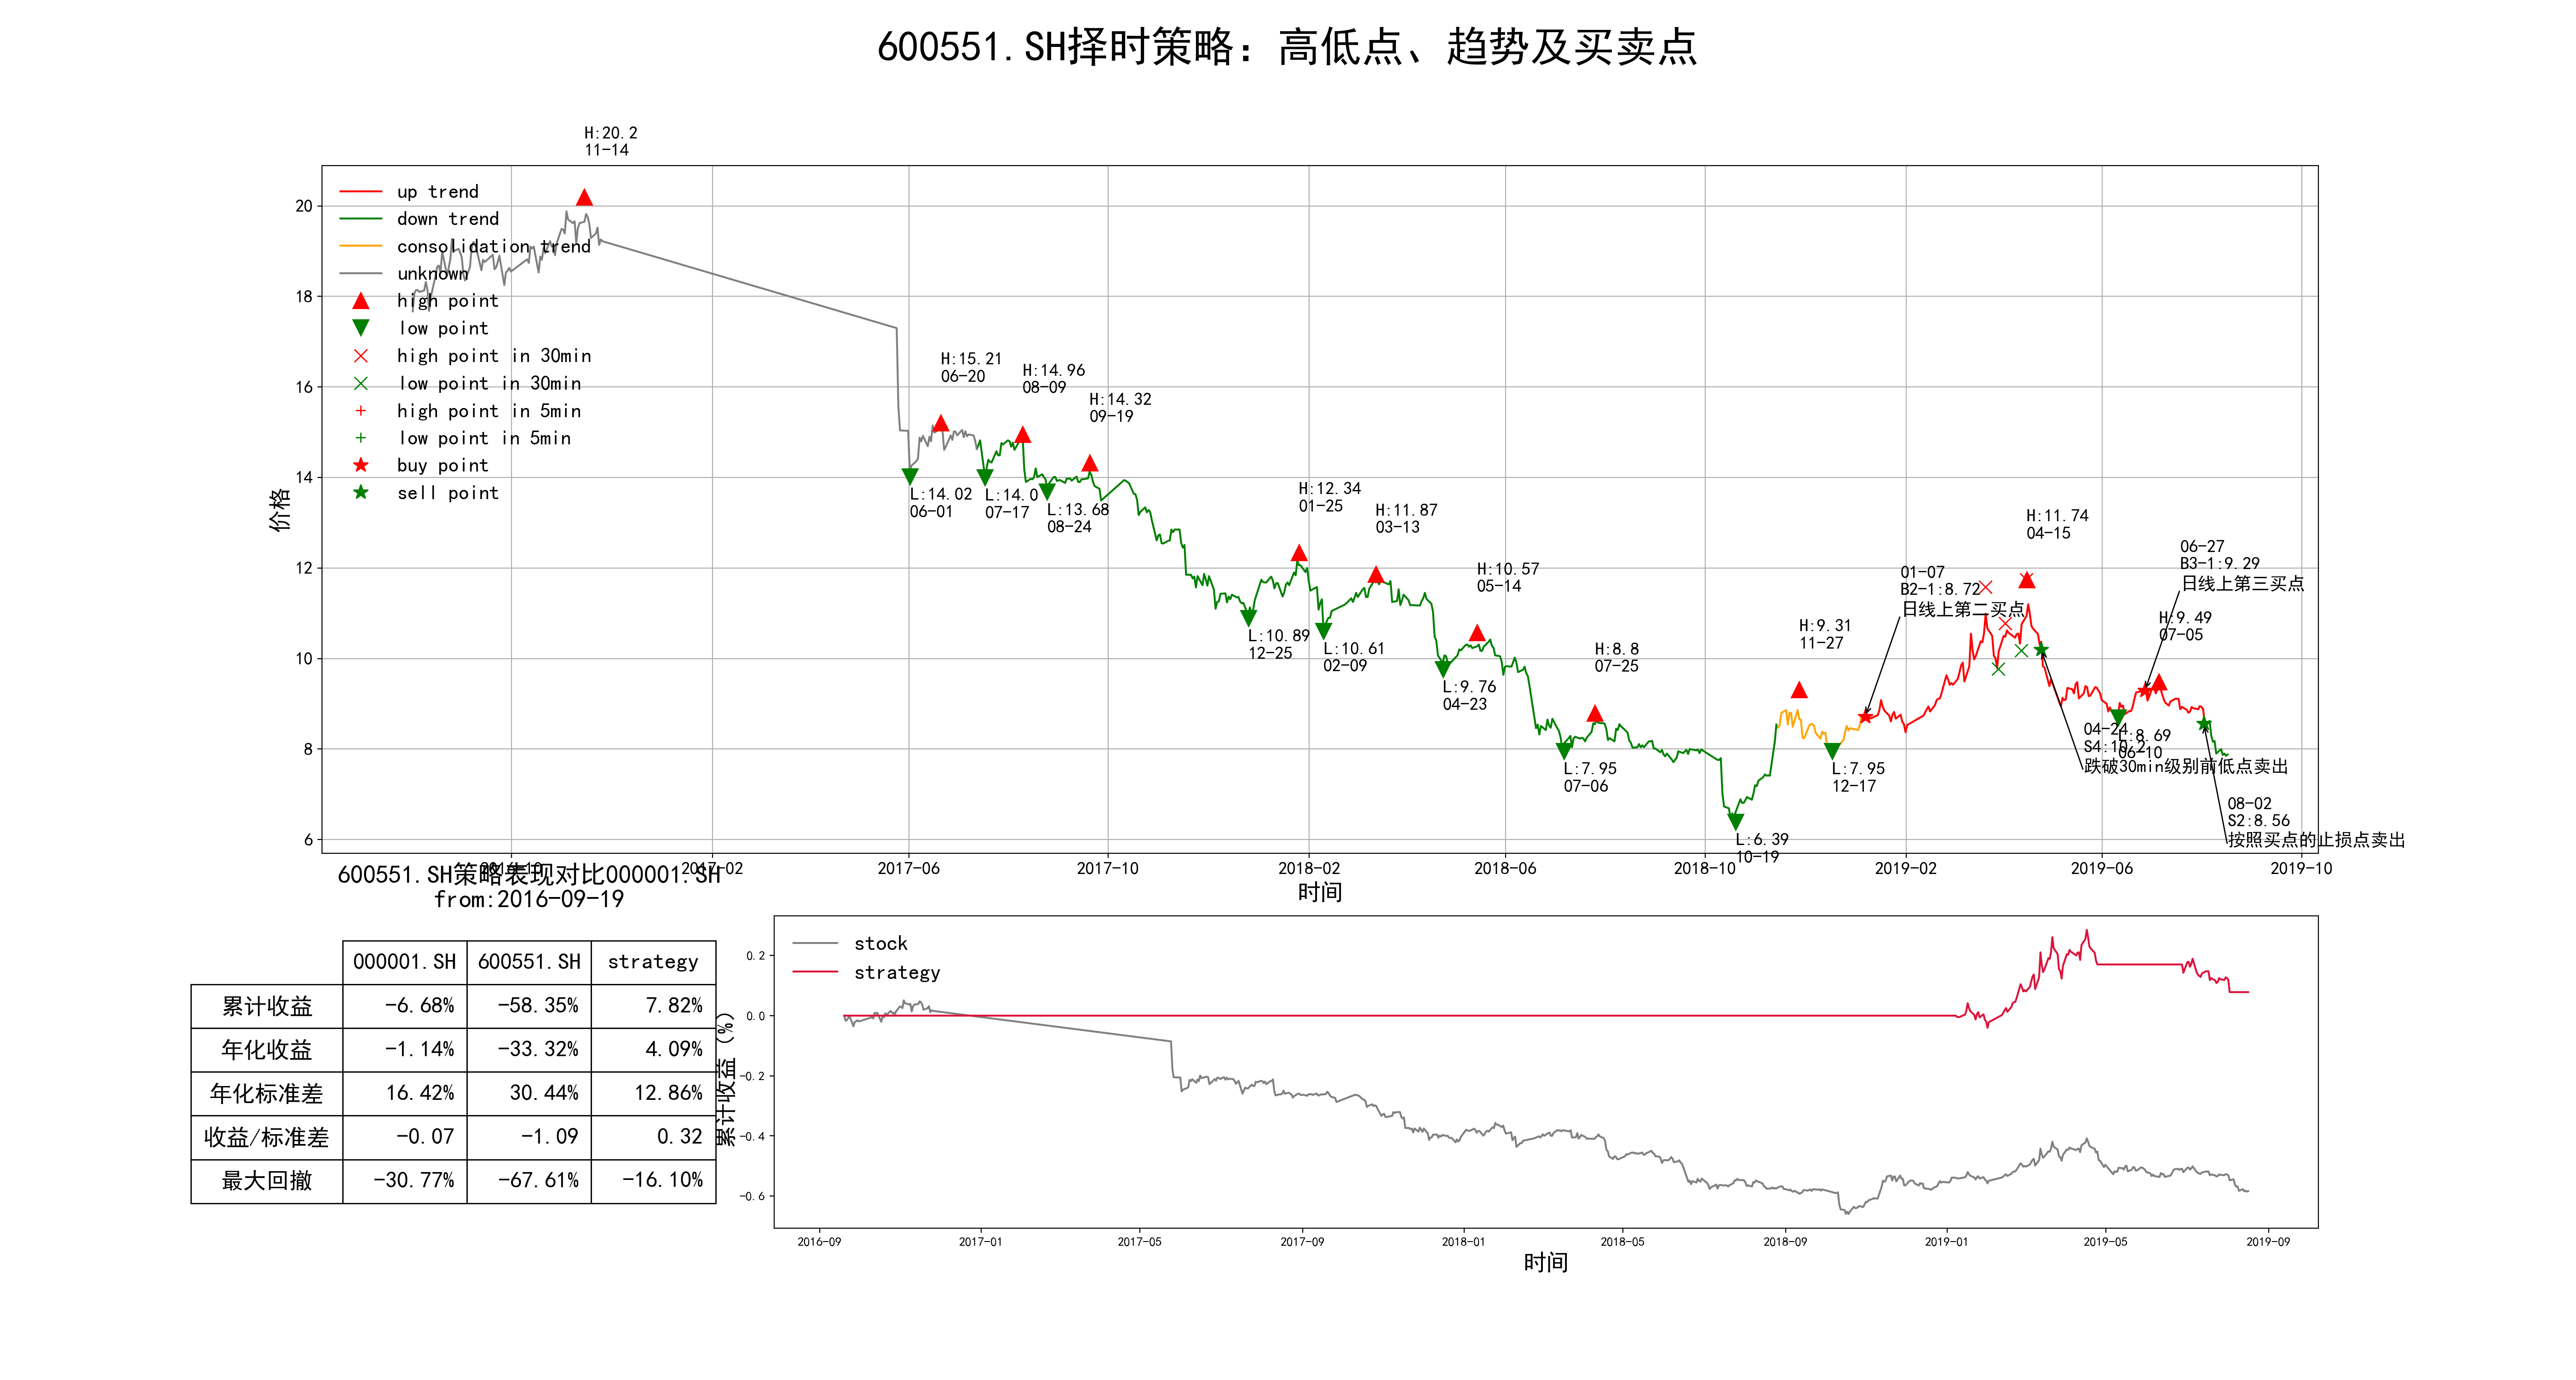 600551.SH择时策略：高低点、趋势及买卖点
H:20.2
11-14
up trend
down trend
consolidation trend
unknown
high point
low point
high point in 30min
low point in 30min
high point in 5min
low point in 5min
buy point
sell point
价格
20
18
16
14
12
10
8
6
H:15.21
06-20
H:14.96
08-09
H:14.32
09-19
L:14.02
06-01
L:14.0
07-17
L:13.68
08-24
H:12.34
01-25
H:11.87
03-13
L:10.89
12-25
L:10.61
02-09
H:10.57
05-14
L:9.76
04-23
H:8.8
07-25
L:7.95
07-06
L:6.39
10-19
H:9.31
11-27
L:7.95
12-17
01-07
B2-1:8.72
日线上第二买点
H:11.74
04-15
06-27
B3-1:9.29
日线上第三买点
H:9.49
07-05
04-24
S4:10.2
跌破30min级别前低点卖出
L:8.69
06-10
08-02
S2:8.56
按照买点的止损点卖出
2016-10
2017-02
2017-06
2017-10
2018-02
2018-06
2018-10
2019-02
2019-06
2019-10
时间
600551.SH策略表现对比000001.SH
from:2016-09-19
000001.SH 600551.SH strategy
累计收益 -6.68% -58.35% 7.82%
年化收益 -1.14% -33.32% 4.09%
年化标准差 16.42% 30.44% 12.86%
收益/标准差 -0.07 -1.09 0.32
最大回撤 -30.77% -67.61% -16.10%
累计收益（%）
stock
strategy
0.2
0.0
-0.2
-0.4
-0.6
2016-09
2017-01
2017-05
2017-09
2018-01
2018-05
2018-09
2019-01
2019-05
2019-09
时间